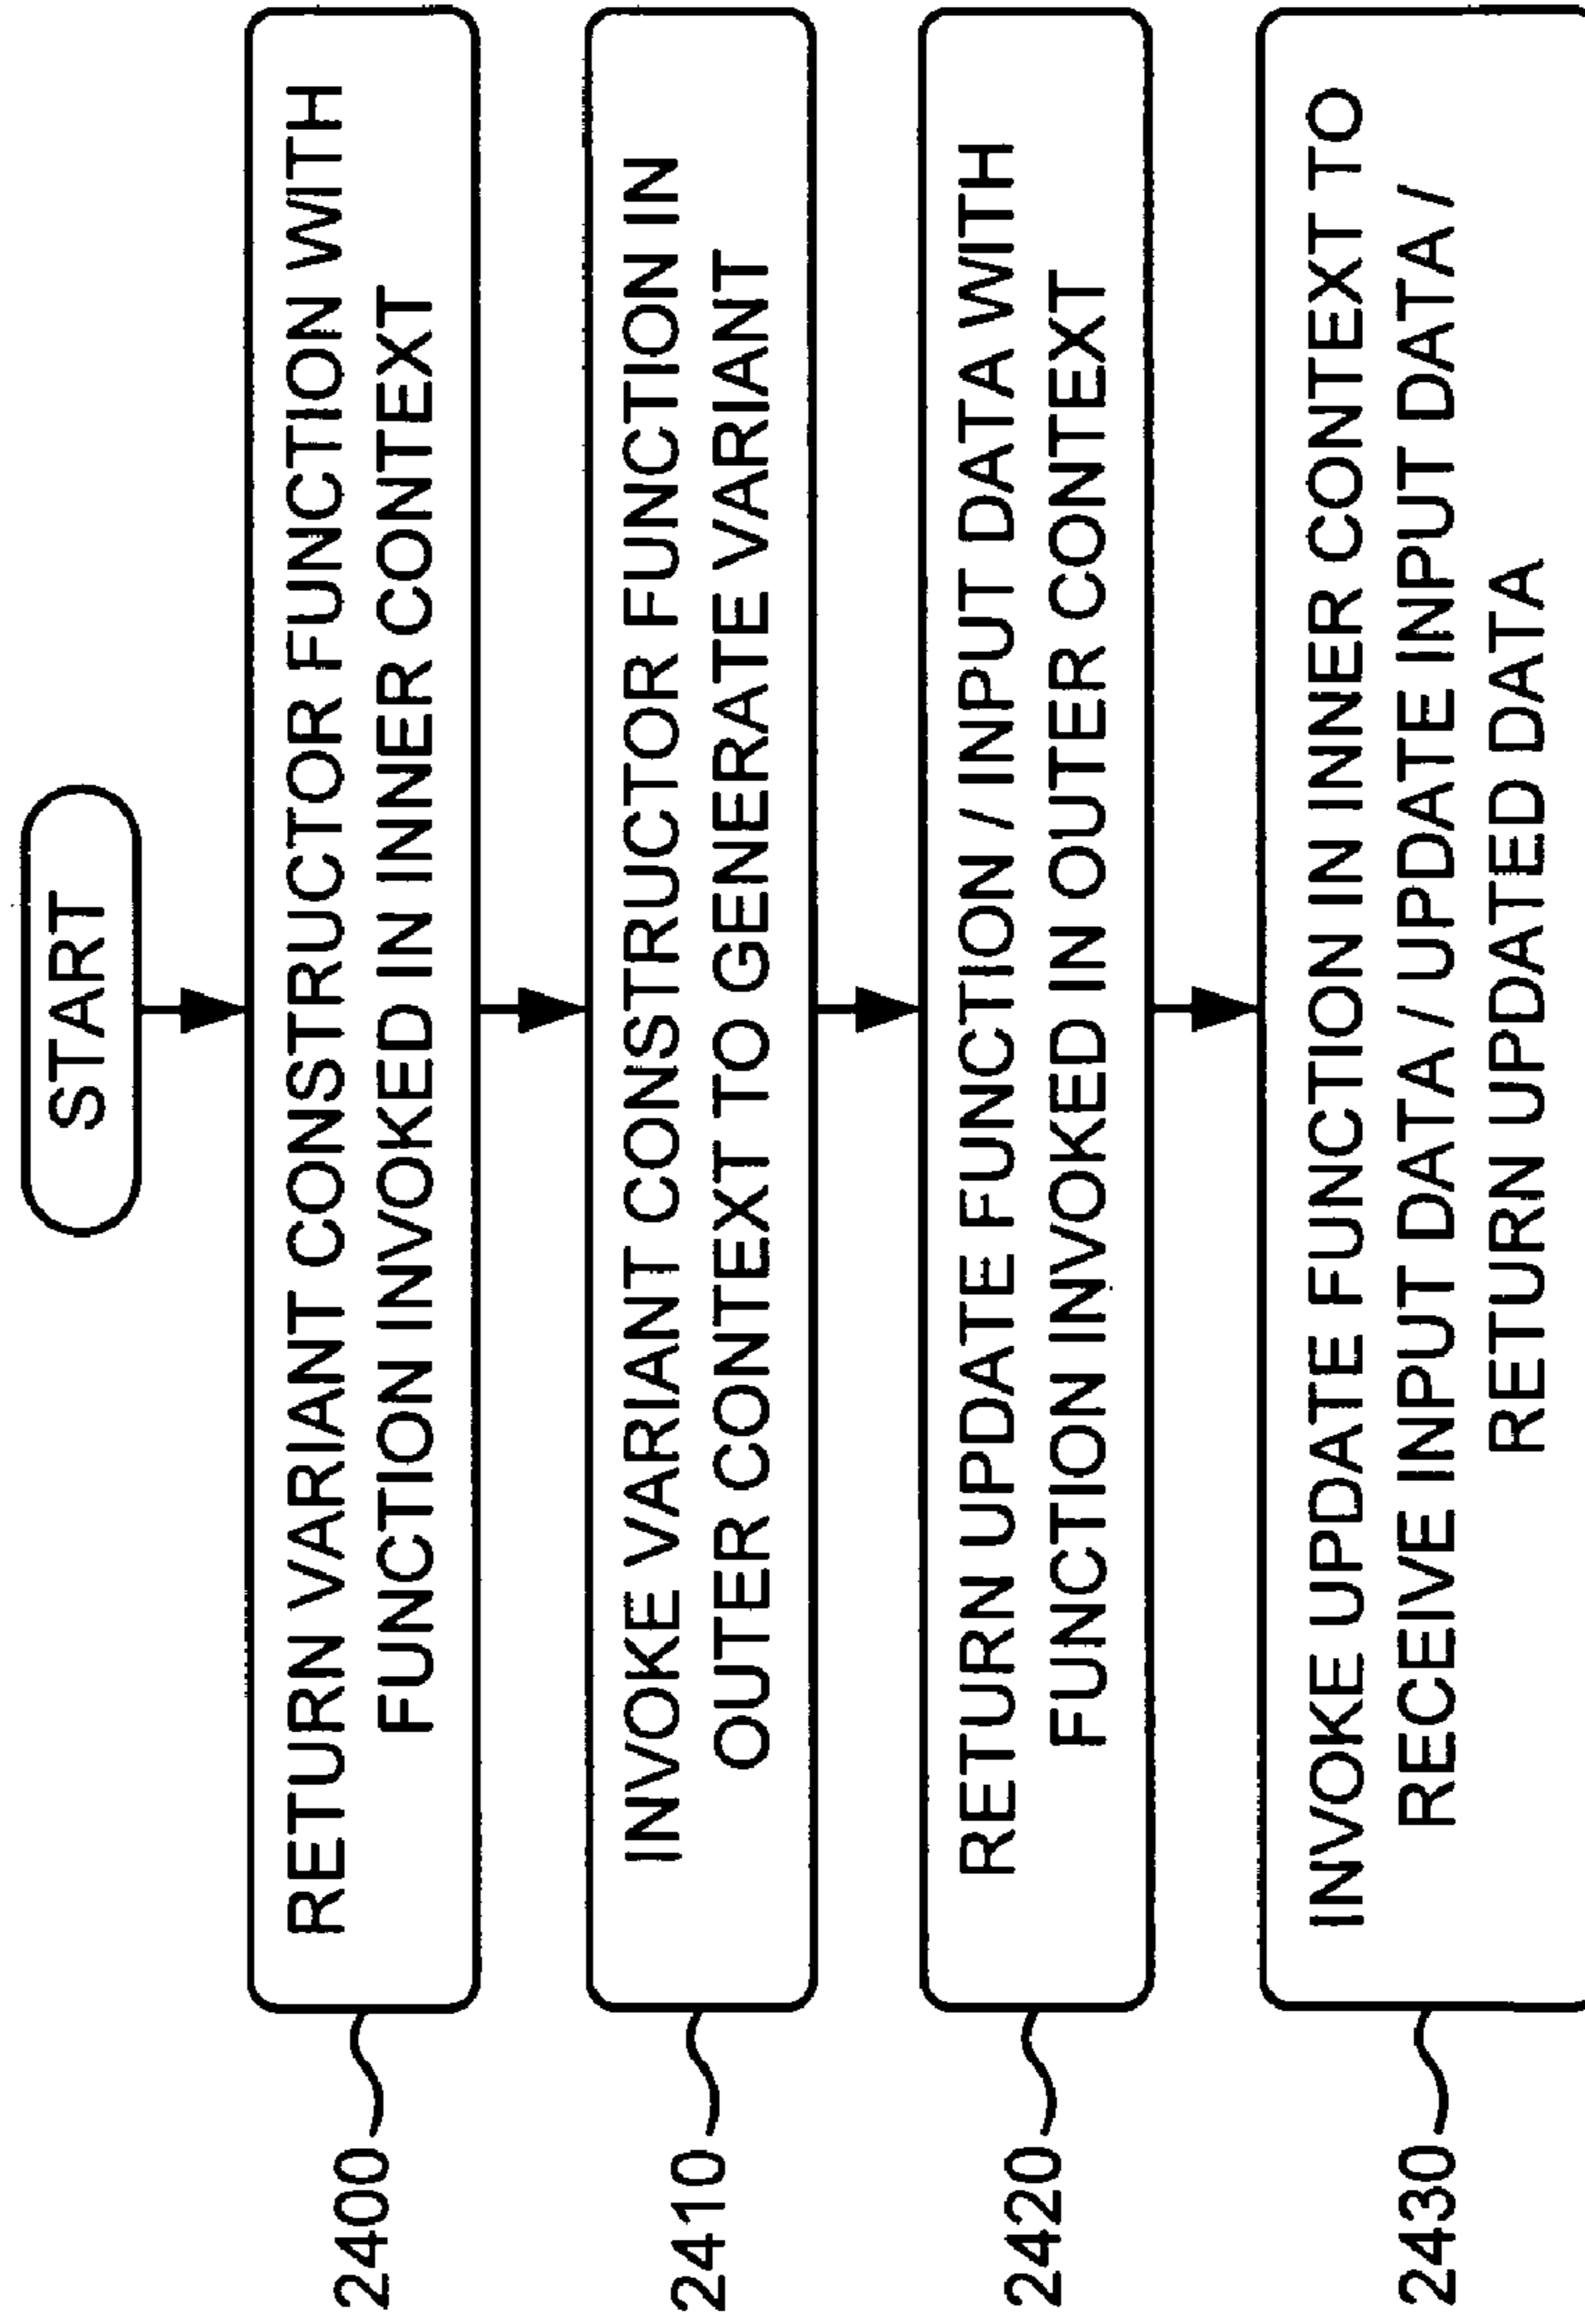 START
2400
RETURN VARIANT CONSTRUCTOR FUNCTION WITH
FUNCTION INVOKED IN INNER CONTEXT
2410
INVOKE VARIANT CONSTRUCTOR FUNCTION IN
OUTER CONTEXT TO GENERATE VARIANT
2420
RETURN UPDATE FUNCTION / INPUT DATA WITH
FUNCTION INVOKED IN OUTER CONTEXT
2430
INVOKE UPDATE FUNCTION IN INNER CONTEXT TO
RECEIVE INPUT DATA / UPDATE INPUT DATA /
RETURN UPDATED DATA